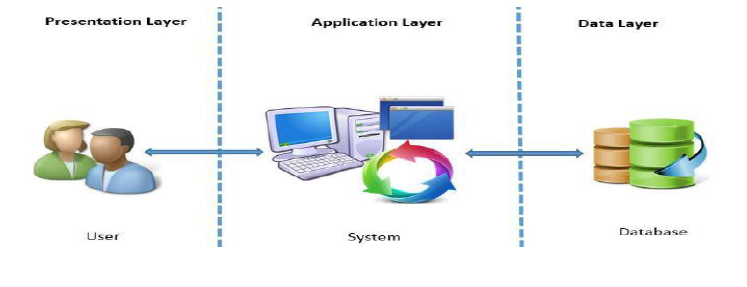 Presentation Layer
Application Layer
Data Layer
User
System
Database